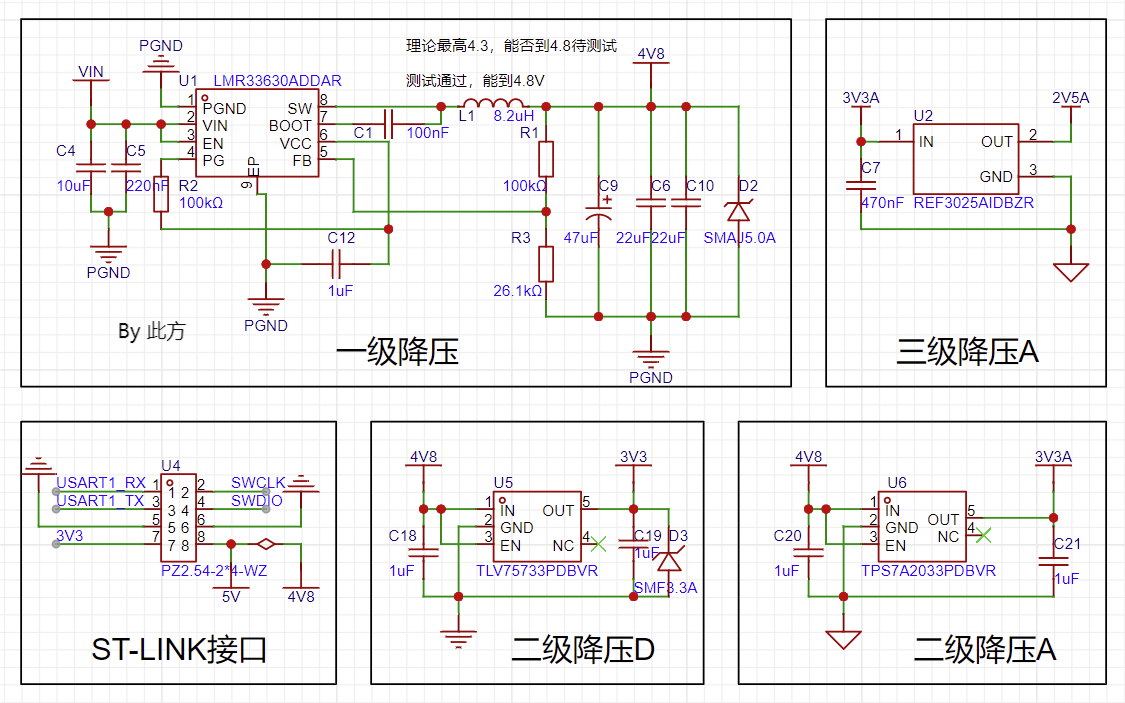 理论最高4.3，能否到4.8待测试
测试通过，能到4.8V
PGND
VIN
U1 LMR33630ADDAR
1 PGND SW 8
2 VIN BOOT 7
3 EN VCC 6
4 PG FB 5
9 EP
C4
10uF
C5
220nF
R2
100kΩ
PGND
C12
1uF
PGND
C1 100nF
L1 8.2uH
R1
100kΩ
R3
26.1kΩ
4V8
C9
47uF
C6
22uF
C10
22uF
D2
SMAJ5.0A
PGND
By 此方
一级降压
3V3A
2V5A
U2
1 IN OUT 2
GND 3
C7
470nF
REF3025AIDBZR
三级降压A
U4
USART1_RX 1 1 2 2 SWCLK
USART1_TX 3 3 4 4 SWDIO
5 5 6 6
3V3 7 7 8 8
PZ2.54-2*4-WZ
5V
4V8
ST-LINK接口
4V8
3V3
U5
1 IN OUT 5
2 GND
3 EN NC 4
C18
1uF
TLV75733PDBVR
C19
1uF
D3
SMF3.3A
二级降压D
4V8
3V3A
U6
1 IN
2 GND OUT 5
3 EN NC 4
C20
1uF
TPS7A2033PDBVR
C21
1uF
二级降压A